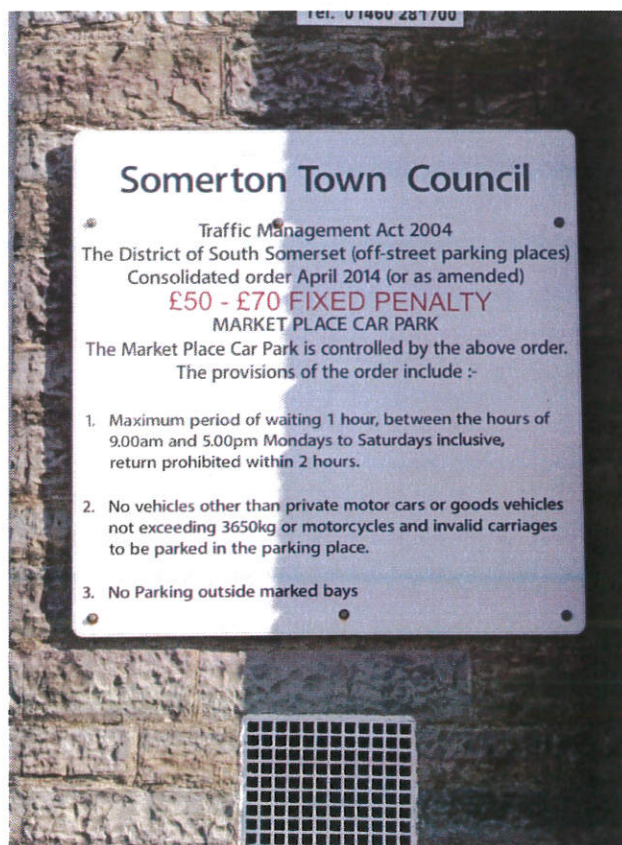 Tel. 01460 281700
Somerton Town Council
Traffic Management Act 2004
The District of South Somerset (off-street parking places)
Consolidated order April 2014 (or as amended)
£50 - £70 FIXED PENALTY
MARKET PLACE CAR PARK
The Market Place Car Park is controlled by the above order.
The provisions of the order include :-
1. Maximum period of waiting 1 hour, between the hours of
9.00am and 5.00pm Mondays to Saturdays inclusive,
return prohibited within 2 hours.
2. No vehicles other than private motor cars or goods vehicles
not exceeding 3650kg or motorcycles and invalid carriages
to be parked in the parking place.
3. No Parking outside marked bays